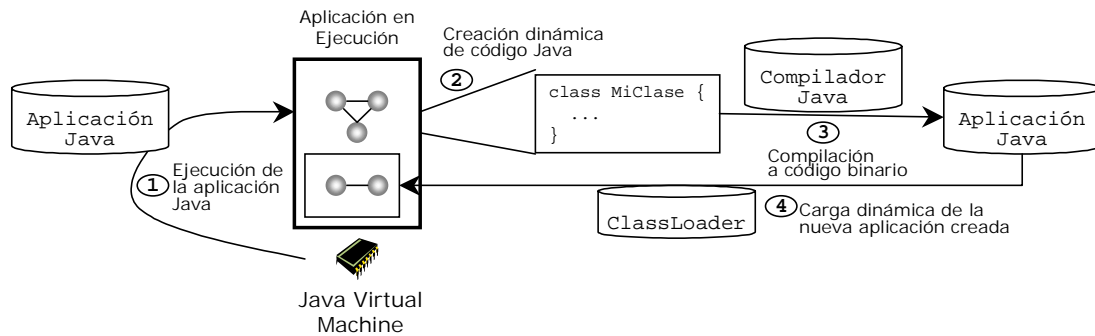 Aplicación en
Ejecución
Creación dinámica
de código Java
2
Aplicación
Java
class MiClase {
...
}
Compilador
Java
3
Compilación
a código binario
Aplicación
Java
1
Ejecución de
la aplicación
Java
ClassLoader
4
Carga dinámica de la
nueva aplicación creada
Java Virtual
Machine